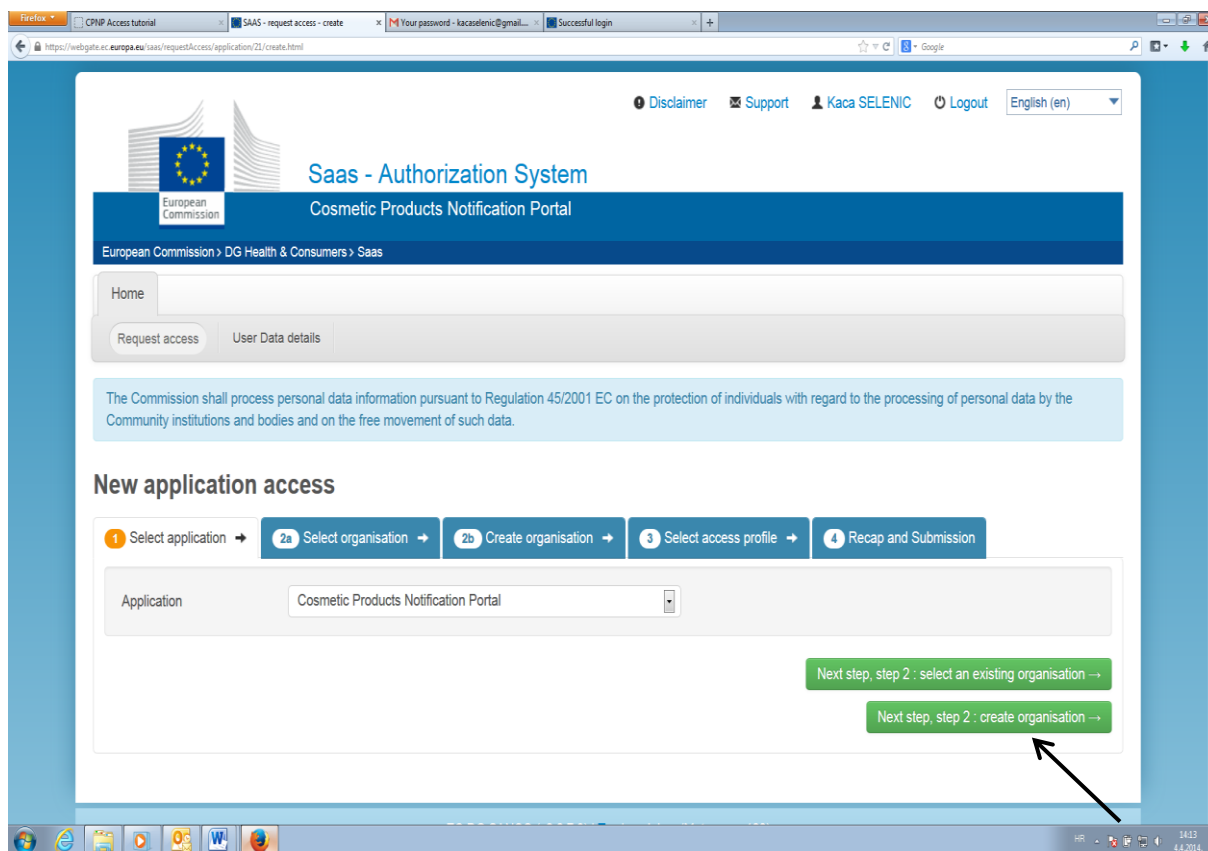 Firefox
CPNP Access tutorial
SAAS - request access - create
Your password - kacaselenic@gmail....
Successful login
https://webgate.ec.europa.eu/saas/requestAccess/application/21/create.html
Google
Disclaimer Support Kaca SELENIC Logout English (en)
Saas - Authorization System
European
Commission
Cosmetic Products Notification Portal
European Commission > DG Health & Consumers > Saas
Home
Request access User Data details
The Commission shall process personal data information pursuant to Regulation 45/2001 EC on the protection of individuals with regard to the processing of personal data by the
Community institutions and bodies and on the free movement of such data.
New application access
1 Select application → 2a Select organisation → 2b Create organisation → 3 Select access profile → 4 Recap and Submission
Application Cosmetic Products Notification Portal
Next step, step 2 : select an existing organisation →
Next step, step 2 : create organisation →
HR
14:13
4.4.2014.